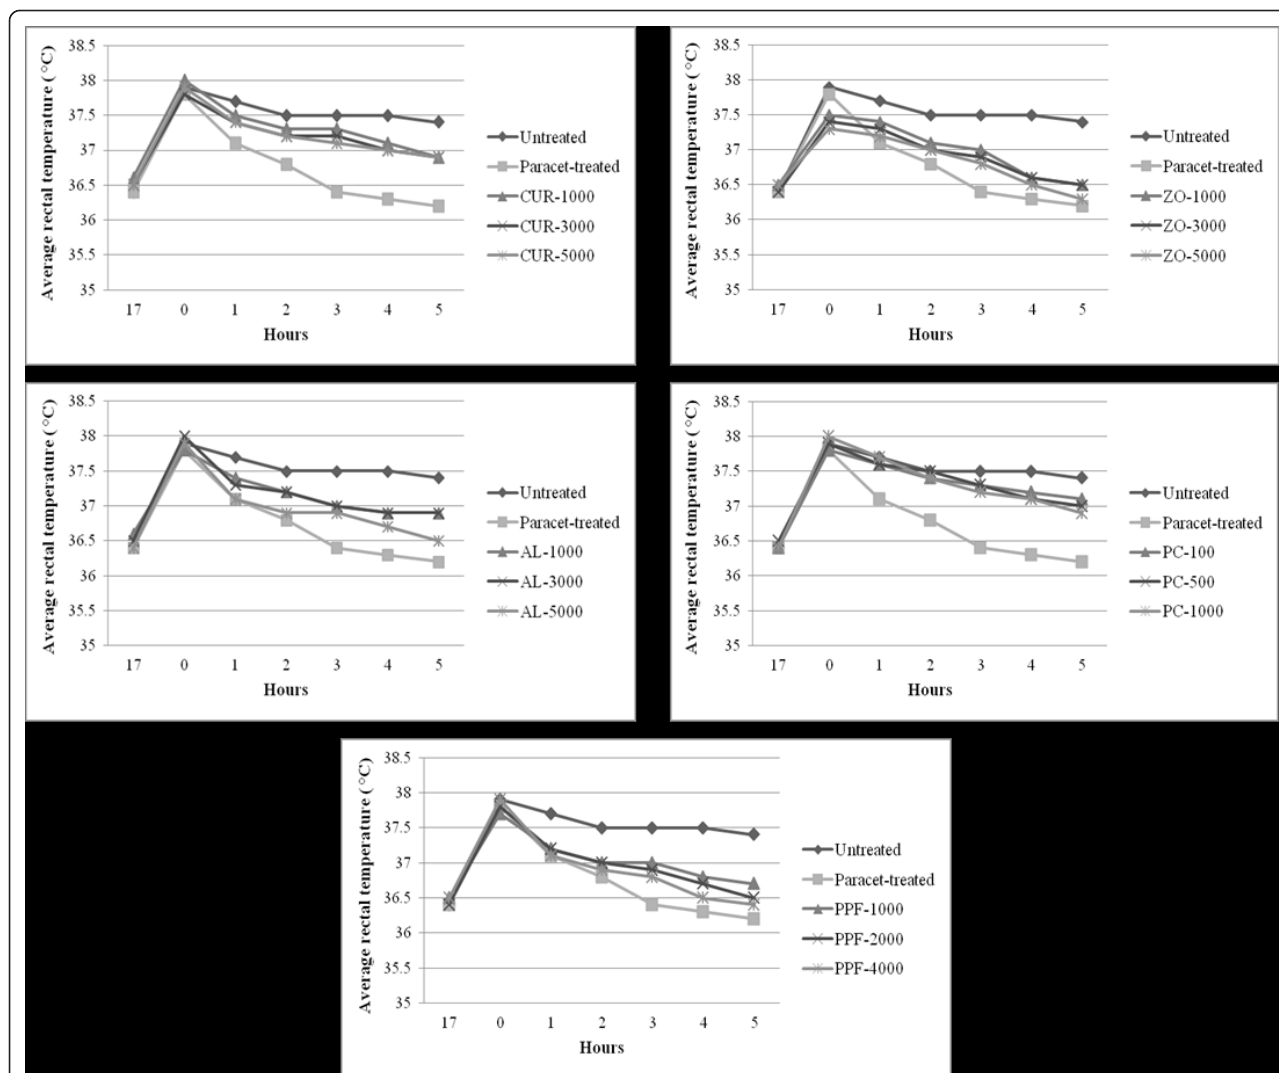 38.5
38
37.5
37
36.5
36
35.5
35
Average rectal temperature ( °C)
17 0 1 2 3 4 5
Hours
Untreated
Paracet-treated
CUR-1000
CUR-3000
CUR-5000
38.5
38
37.5
37
36.5
36
35.5
35
Average rectal temperature ( °C)
17 0 1 2 3 4 5
Hours
Untreated
Paracet-treated
ZO-1000
ZO-3000
ZO-5000
38.5
38
37.5
37
36.5
36
35.5
35
Average rectal temperature ( °C)
17 0 1 2 3 4 5
Hours
Untreated
Paracet-treated
AL-1000
AL-3000
AL-5000
38.5
38
37.5
37
36.5
36
35.5
35
Average rectal temperature ( °C)
17 0 1 2 3 4 5
Hours
Untreated
Paracet-treated
PC-100
PC-500
PC-1000
38.5
38
37.5
37
36.5
36
35.5
35
Average rectal temperature ( °C)
17 0 1 2 3 4 5
Hours
Untreated
Paracet-treated
PPF-1000
PPF-2000
PPF-4000